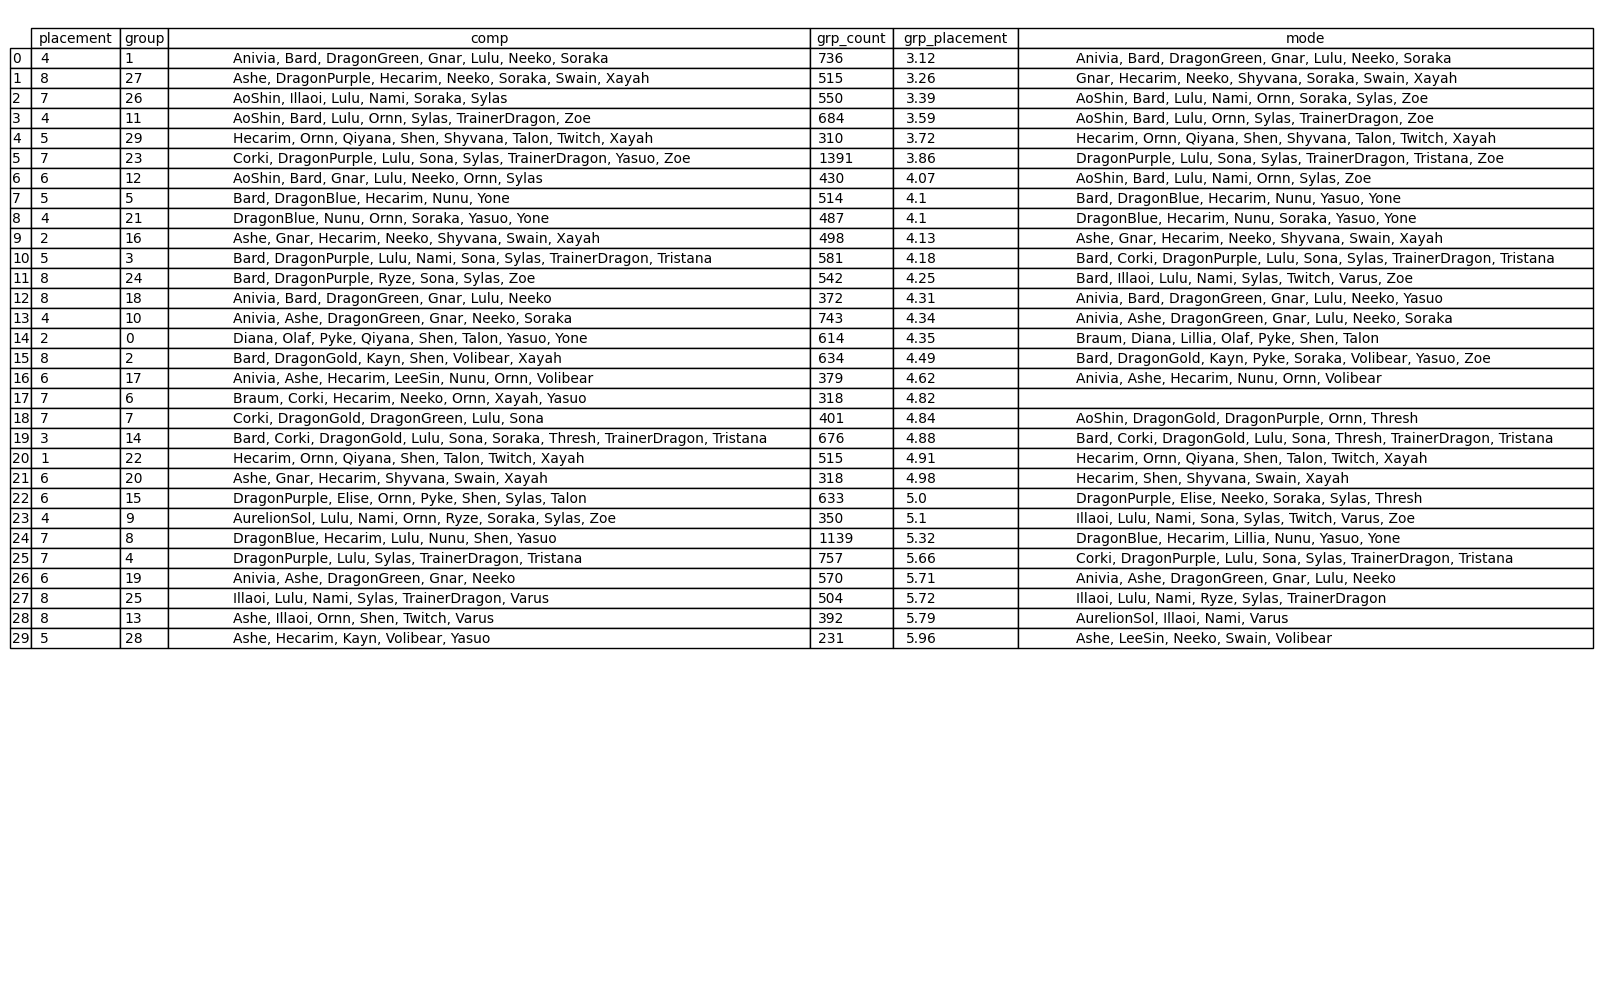 placement group comp grp_count grp_placement mode
0 4 1 Anivia, Bard, DragonGreen, Gnar, Lulu, Neeko, Soraka 736 3.12 Anivia, Bard, DragonGreen, Gnar, Lulu, Neeko, Soraka
1 8 27 Ashe, DragonPurple, Hecarim, Neeko, Soraka, Swain, Xayah 515 3.26 Gnar, Hecarim, Neeko, Shyvana, Soraka, Swain, Xayah
2 7 26 AoShin, Illaoi, Lulu, Nami, Soraka, Sylas 550 3.39 AoShin, Bard, Lulu, Nami, Ornn, Soraka, Sylas, Zoe
3 4 11 AoShin, Bard, Lulu, Ornn, Sylas, TrainerDragon, Zoe 684 3.59 AoShin, Bard, Lulu, Ornn, Sylas, TrainerDragon, Zoe
4 5 29 Hecarim, Ornn, Qiyana, Shen, Shyvana, Talon, Twitch, Xayah 310 3.72 Hecarim, Ornn, Qiyana, Shen, Shyvana, Talon, Twitch, Xayah
5 7 23 Corki, DragonPurple, Lulu, Sona, Sylas, TrainerDragon, Yasuo, Zoe 1391 3.86 DragonPurple, Lulu, Sona, Sylas, TrainerDragon, Tristana, Zoe
6 6 12 AoShin, Bard, Gnar, Lulu, Neeko, Ornn, Sylas 430 4.07 AoShin, Bard, Lulu, Nami, Ornn, Sylas, Zoe
7 5 5 Bard, DragonBlue, Hecarim, Nunu, Yone 514 4.1 Bard, DragonBlue, Hecarim, Nunu, Yasuo, Yone
8 4 21 DragonBlue, Nunu, Ornn, Soraka, Yasuo, Yone 487 4.1 DragonBlue, Hecarim, Nunu, Soraka, Yasuo, Yone
9 2 16 Ashe, Gnar, Hecarim, Neeko, Shyvana, Swain, Xayah 498 4.13 Ashe, Gnar, Hecarim, Neeko, Shyvana, Swain, Xayah
10 5 3 Bard, DragonPurple, Lulu, Nami, Sona, Sylas, TrainerDragon, Tristana 581 4.18 Bard, Corki, DragonPurple, Lulu, Sona, Sylas, TrainerDragon, Tristana
11 8 24 Bard, DragonPurple, Ryze, Sona, Sylas, Zoe 542 4.25 Bard, Illaoi, Lulu, Nami, Sylas, Twitch, Varus, Zoe
12 8 18 Anivia, Bard, DragonGreen, Gnar, Lulu, Neeko 372 4.31 Anivia, Bard, DragonGreen, Gnar, Lulu, Neeko, Yasuo
13 4 10 Anivia, Ashe, DragonGreen, Gnar, Neeko, Soraka 743 4.34 Anivia, Ashe, DragonGreen, Gnar, Lulu, Neeko, Soraka
14 2 0 Diana, Olaf, Pyke, Qiyana, Shen, Talon, Yasuo, Yone 614 4.35 Braum, Diana, Lillia, Olaf, Pyke, Shen, Talon
15 8 2 Bard, DragonGold, Kayn, Shen, Volibear, Xayah 634 4.49 Bard, DragonGold, Kayn, Pyke, Soraka, Volibear, Yasuo, Zoe
16 6 17 Anivia, Ashe, Hecarim, LeeSin, Nunu, Ornn, Volibear 379 4.62 Anivia, Ashe, Hecarim, Nunu, Ornn, Volibear
17 7 6 Braum, Corki, Hecarim, Neeko, Ornn, Xayah, Yasuo 318 4.82
18 7 7 Corki, DragonGold, DragonGreen, Lulu, Sona 401 4.84 AoShin, DragonGold, DragonPurple, Ornn, Thresh
19 3 14 Bard, Corki, DragonGold, Lulu, Sona, Soraka, Thresh, TrainerDragon, Tristana 676 4.88 Bard, Corki, DragonGold, Lulu, Sona, Thresh, TrainerDragon, Tristana
20 1 22 Hecarim, Ornn, Qiyana, Shen, Talon, Twitch, Xayah 515 4.91 Hecarim, Ornn, Qiyana, Shen, Talon, Twitch, Xayah
21 6 20 Ashe, Gnar, Hecarim, Shyvana, Swain, Xayah 318 4.98 Hecarim, Shen, Shyvana, Swain, Xayah
22 6 15 DragonPurple, Elise, Ornn, Pyke, Shen, Sylas, Talon 633 5.0 DragonPurple, Elise, Neeko, Soraka, Sylas, Thresh
23 4 9 AurelionSol, Lulu, Nami, Ornn, Ryze, Soraka, Sylas, Zoe 350 5.1 Illaoi, Lulu, Nami, Sona, Sylas, Twitch, Varus, Zoe
24 7 8 DragonBlue, Hecarim, Lulu, Nunu, Shen, Yasuo 1139 5.32 DragonBlue, Hecarim, Lillia, Nunu, Yasuo, Yone
25 7 4 DragonPurple, Lulu, Sylas, TrainerDragon, Tristana 757 5.66 Corki, DragonPurple, Lulu, Sona, Sylas, TrainerDragon, Tristana
26 6 19 Anivia, Ashe, DragonGreen, Gnar, Neeko 570 5.71 Anivia, Ashe, DragonGreen, Gnar, Lulu, Neeko
27 8 25 Illaoi, Lulu, Nami, Sylas, TrainerDragon, Varus 504 5.72 Illaoi, Lulu, Nami, Ryze, Sylas, TrainerDragon
28 8 13 Ashe, Illaoi, Ornn, Shen, Twitch, Varus 392 5.79 AurelionSol, Illaoi, Nami, Varus
29 5 28 Ashe, Hecarim, Kayn, Volibear, Yasuo 231 5.96 Ashe, LeeSin, Neeko, Swain, Volibear